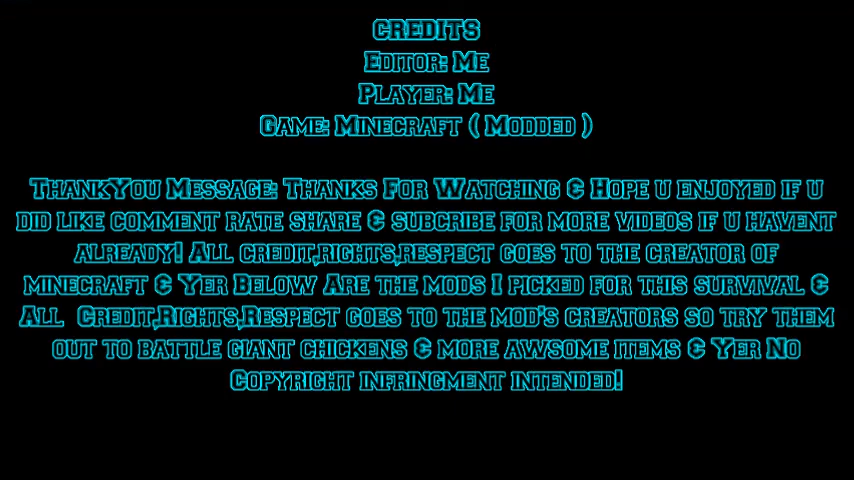 CREDITS
Editor: Me
Player: Me
Game: Minecraft ( Modded )
ThankYou Message: Thanks For Watching & Hope u enjoyed if u
did like comment rate share & subcribe for more videos if u havent
already! All credit,rights,respect goes to the creator of
minecraft & Yer Below Are the mods I picked for this survival &
All Credit,Rights,Respect goes to the mod's creators so try them
out to battle giant chickens & more awsome items & Yer No
Copyright infringment intended!